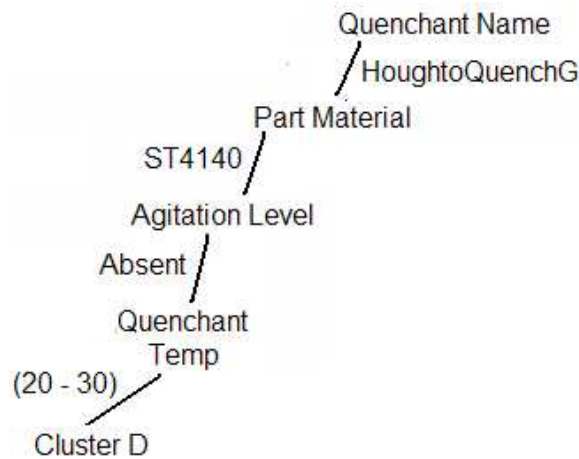 Quenchant Name
HoughtoQuenchG
Part Material
ST4140
Agitation Level
Absent
Quenchant
Temp
(20 - 30)
Cluster D